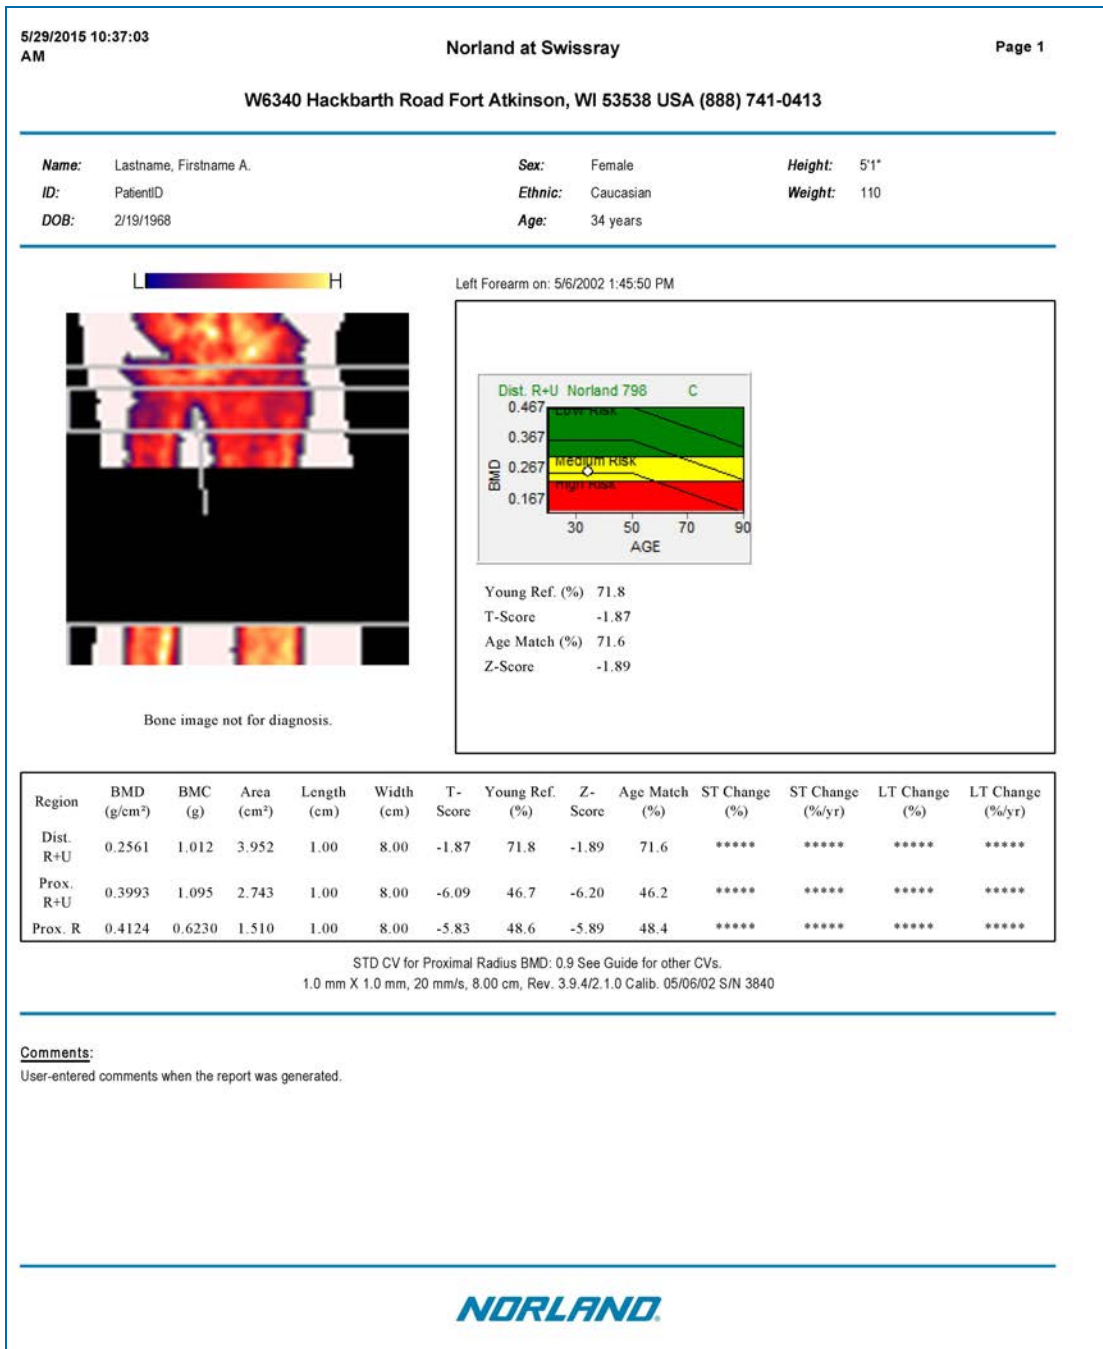 5/29/2015 10:37:03
AM
Norland at Swissray
Page 1
W6340 Hackbarth Road Fort Atkinson, WI 53538 USA (888) 741-0413
Name: Lastname, Firstname A. Sex: Female Height: 5'1"
ID: PatientID Ethnic: Caucasian Weight: 110
DOB: 2/19/1968 Age: 34 years
L H
Left Forearm on: 5/6/2002 1:45:50 PM
Dist. R+U Norland 798 C
0.467 Low Risk
0.367
0.267 Medium Risk
High Risk
0.167
BMD
30 50 70 90
AGE
Young Ref. (%) 71.8
T-Score -1.87
Age Match (%) 71.6
Z-Score -1.89
Bone image not for diagnosis.
Region BMD (g/cm²) BMC (g) Area (cm²) Length (cm) Width (cm) T-Score Young Ref. (%) Z-Score Age Match (%) ST Change (%) ST Change (%/yr) LT Change (%) LT Change (%/yr)
Dist. R+U 0.2561 1.012 3.952 1.00 8.00 -1.87 71.8 -1.89 71.6 ***** ***** ***** *****
Prox. R+U 0.3993 1.095 2.743 1.00 8.00 -6.09 46.7 -6.20 46.2 ***** ***** ***** *****
Prox. R 0.4124 0.6230 1.510 1.00 8.00 -5.83 48.6 -5.89 48.4 ***** ***** ***** *****
STD CV for Proximal Radius BMD: 0.9 See Guide for other CVs.
1.0 mm X 1.0 mm, 20 mm/s, 8.00 cm, Rev. 3.9.4/2.1.0 Calib. 05/06/02 S/N 3840
Comments:
User-entered comments when the report was generated.
NORLAND®